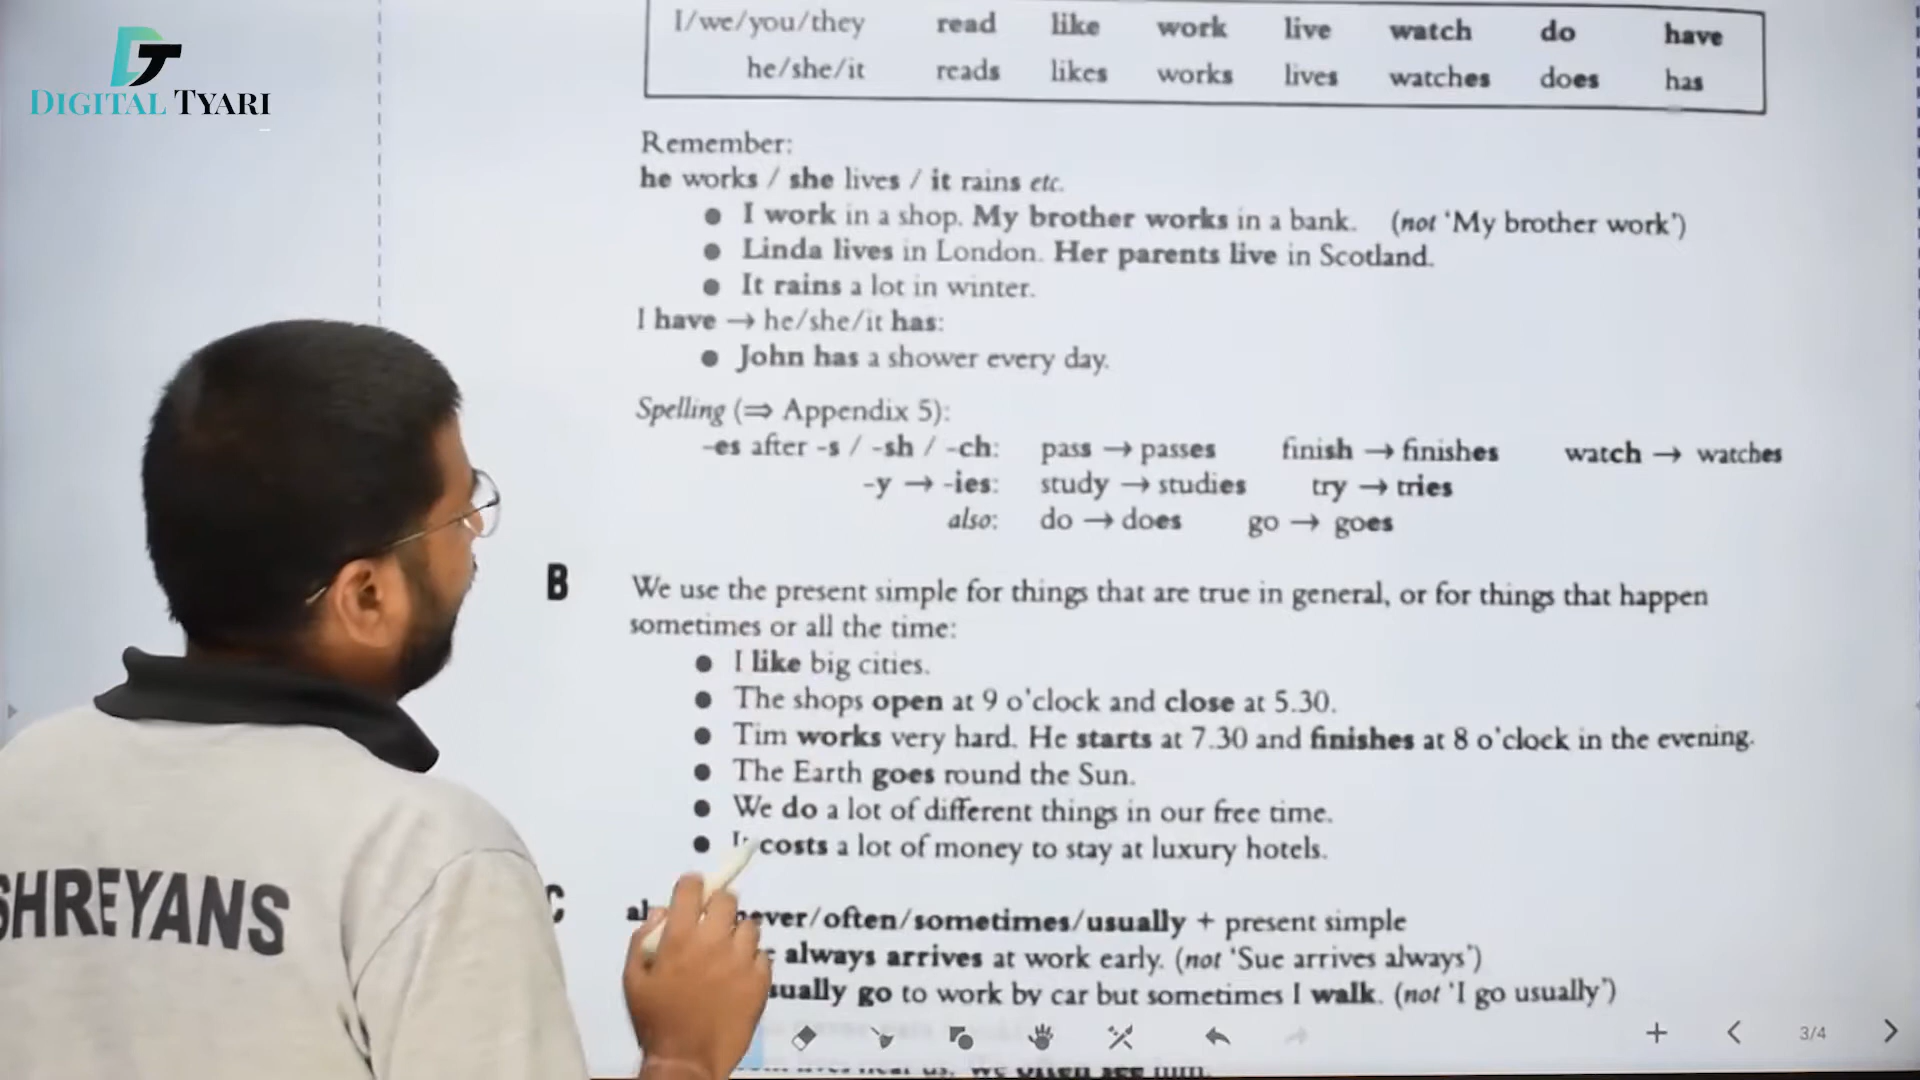 DIGITAL TYARI
I/we/you/they read like work live watch do have
he/she/it reads likes works lives watches does has
Remember:
he works / she lives / it rains etc.
● I work in a shop. My brother works in a bank. (not 'My brother work')
● Linda lives in London. Her parents live in Scotland.
● It rains a lot in winter.
I have → he/she/it has:
● John has a shower every day.
Spelling (⇒ Appendix 5):
-es after -s / -sh / -ch: pass → passes finish → finishes watch → watches
-y → -ies: study → studies try → tries
also: do → does go → goes
B We use the present simple for things that are true in general, or for things that happen
sometimes or all the time:
● I like big cities.
● The shops open at 9 o'clock and close at 5.30.
● Tim works very hard. He starts at 7.30 and finishes at 8 o'clock in the evening.
● The Earth goes round the Sun.
● We do a lot of different things in our free time.
● It costs a lot of money to stay at luxury hotels.
C never/often/sometimes/usually + present simple
always arrives at work early. (not 'Sue arrives always')
usually go to work by car but sometimes I walk. (not 'I go usually')
us. We often see him.
3/4
SHREYANS